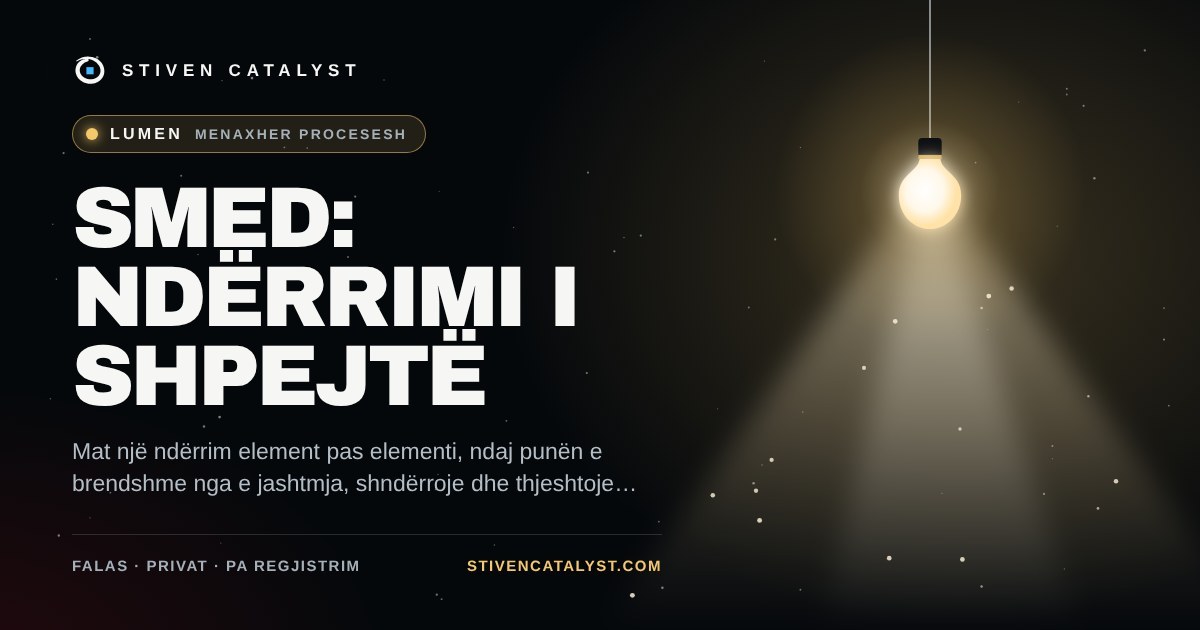 STIVEN CATALYST
LUMEN MENAXHER PROCESESH
SMED:
NDËRRIMI I
SHPEJTË
Mat një ndërrim element pas elementi, ndaj punën e
brendshme nga e jashtmja, shndërroje dhe thjeshtoje…
FALAS · PRIVAT · PA REGJISTRIM
STIVENCATALYST.COM